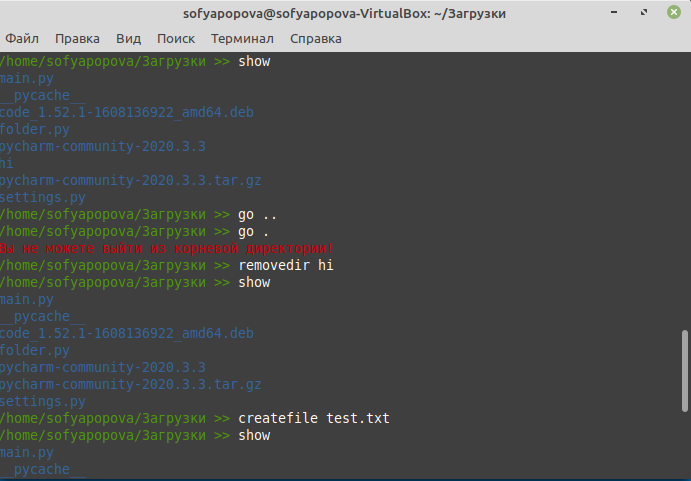 sofyapopova@sofyapopova-VirtualBox: ~/Загрузки
Файл Правка Вид Поиск Терминал Справка
/home/sofyapopova/Загрузки >> show
main.py
__pycache__
code_1.52.1-1608136922_amd64.deb
folder.py
pycharm-community-2020.3.3
hi
pycharm-community-2020.3.3.tar.gz
settings.py
/home/sofyapopova/Загрузки >> go ..
/home/sofyapopova/Загрузки >> go .
Вы не можете выйти из корневой директории!
/home/sofyapopova/Загрузки >> removedir hi
/home/sofyapopova/Загрузки >> show
main.py
__pycache__
code_1.52.1-1608136922_amd64.deb
folder.py
pycharm-community-2020.3.3
pycharm-community-2020.3.3.tar.gz
settings.py
/home/sofyapopova/Загрузки >> createfile test.txt
/home/sofyapopova/Загрузки >> show
main.py
__pycache__